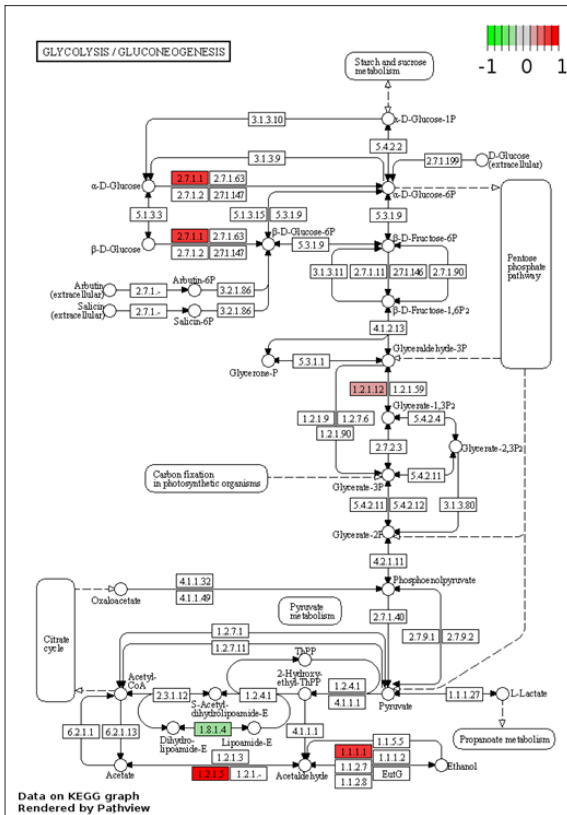 GLYCOLYSIS / GLUCONEOGENESIS
-1 0 1
Starch and sucrose
metabolism
3.1.3.10
α-D-Glucose-1P
5.4.2.2
3.1.3.9
D-Glucose
(extracellular)
2.7.1.199
α-D-Glucose
2.7.1.1 2.7.1.63
2.7.1.2 2.7.1.147
α-D-Glucose-6P
5.1.3.3
5.1.3.15 5.3.1.9
5.3.1.9
β-D-Glucose
2.7.1.1 2.7.1.63
2.7.1.2 2.7.1.147
β-D-Glucose-6P
5.3.1.9
β-D-Fructose-6P
Pentose
phosphate
pathway
3.1.3.11 2.7.1.11 2.7.1.146 2.7.1.90
Arbutin
(extracellular)
2.7.1.-
Arbutin-6P
3.2.1.86
Salicin
(extracellular)
2.7.1.-
Salicin-6P
3.2.1.86
β-D-Fructose-1,6P2
4.1.2.13
Glyceraldehyde-3P
Glycerone-P
5.3.1.1
1.2.1.12 1.2.1.59
1.2.1.9 1.2.7.6
1.2.1.90
Glycerate-1,3P2
5.4.2.4
2.7.2.3
Glycerate-2,3P2
Carbon fixation
in photosynthetic organisms
5.4.2.11
Glycerate-3P
5.4.2.11 5.4.2.12
3.1.3.80
Glycerate-2P
4.2.1.11
Phosphoenolpyruvate
4.1.1.32
4.1.1.49
Oxaloacetate
Citrate
cycle
Pyruvate
metabolism
2.7.1.40
1.2.7.1
1.2.7.11
2.7.9.1 2.7.9.2
ThPP
Acetyl-
CoA
2-Hydroxy-
ethyl-ThPP
2.3.1.12
1.2.4.1
1.2.4.1
4.1.1.1
Pyruvate
1.1.1.27
L-Lactate
S-Acetyl-
dihydrolipoamide-E
6.2.1.1 6.2.1.13
1.8.1.4
Dihydro-
lipoamide-E
Lipoamide-E
4.1.1.1
Propanoate metabolism
1.1.1.1
1.1.5.5
1.1.1.2
1.1.2.7 EutG
1.1.2.8
1.2.1.3
1.2.1.5 1.2.1.-
Acetate
Acetaldehyde
Ethanol
Data on KEGG graph
Rendered by Pathview